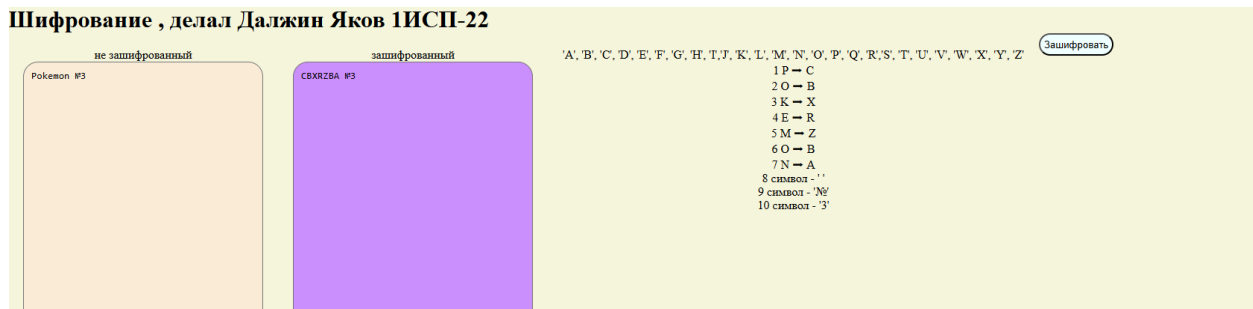 Шифрование , делал Далжин Яков 1ИСП-22
не зашифрованный
зашифрованный
'A', 'B', 'C', 'D', 'E', 'F', 'G', 'H', 'I','J', 'K', 'L', 'M', 'N', 'O', 'P', 'Q', 'R','S', 'T', 'U', 'V', 'W', 'X', 'Y', 'Z'
Зашифровать
Pokemon №3
CBXRZBA №3
1 P ➞ C
2 O ➞ B
3 K ➞ X
4 E ➞ R
5 M ➞ Z
6 O ➞ B
7 N ➞ A
8 символ - ' '
9 символ - '№'
10 символ - '3'